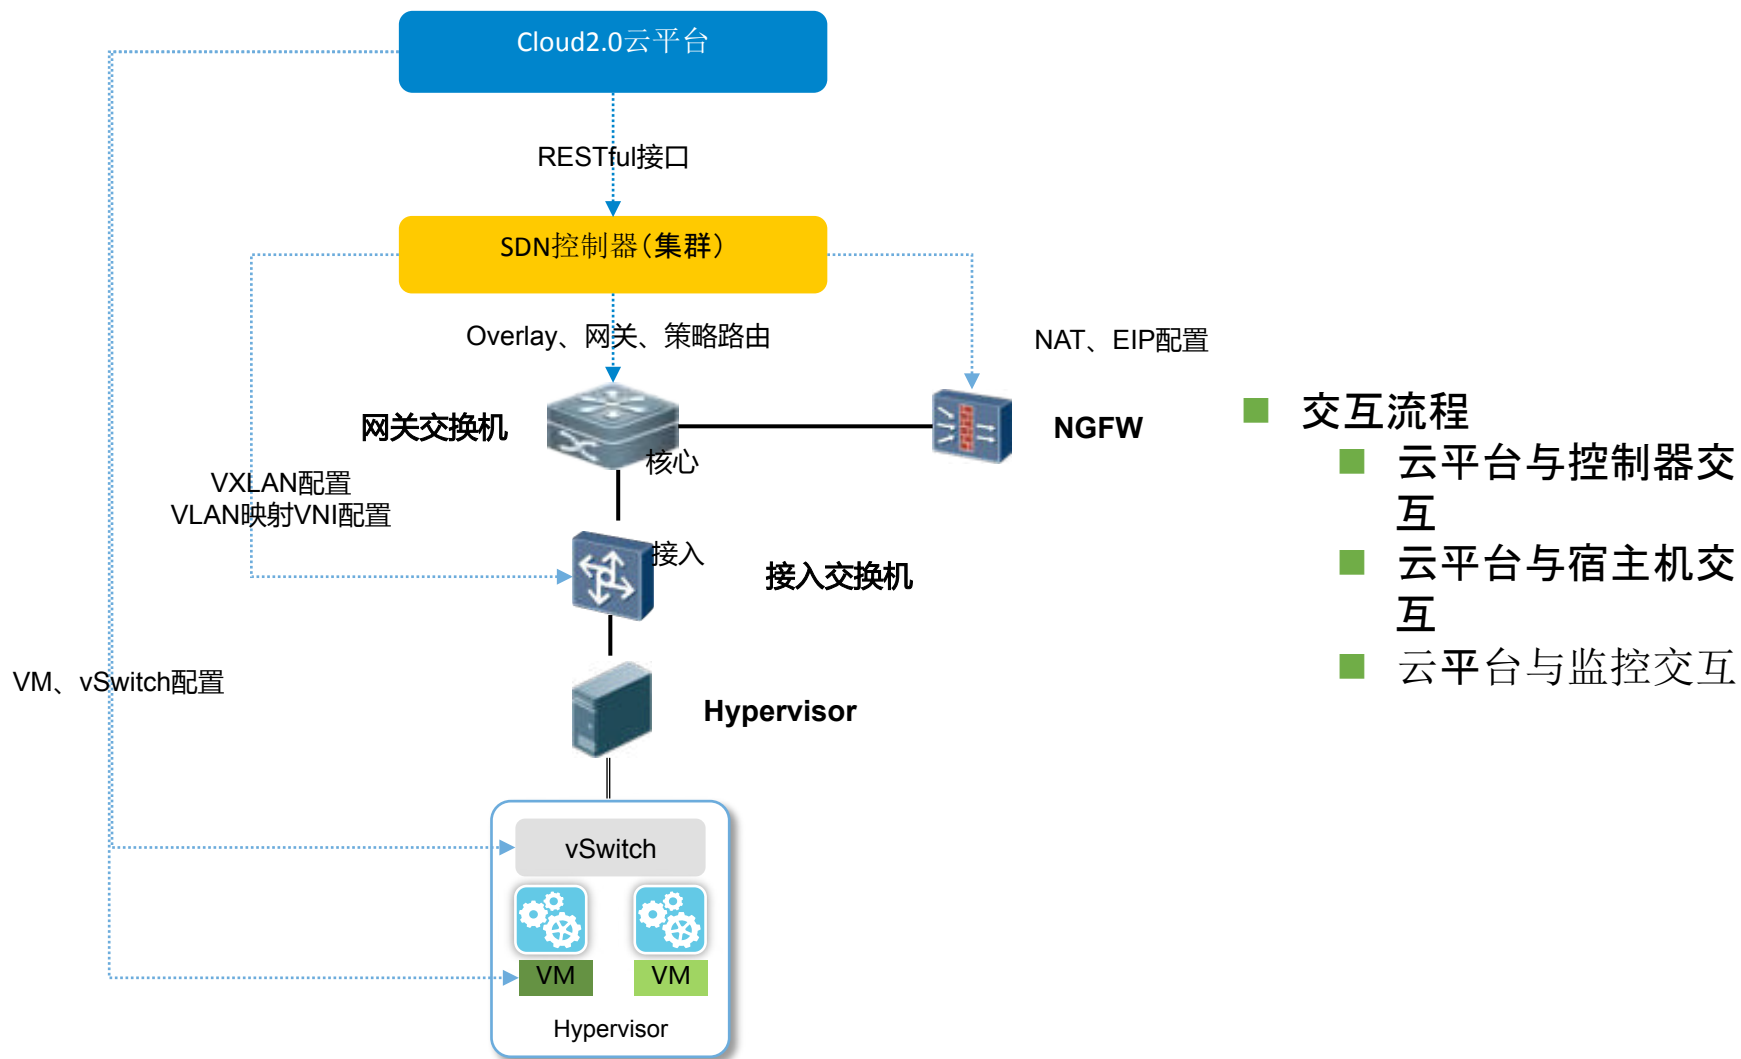 Cloud2.0云平台
RESTful接口
SDN控制器(集群)
Overlay、网关、策略路由
NAT、EIP配置
网关交换机
核心
NGFW
VXLAN配置
VLAN映射VNI配置
接入
接入交换机
VM、vSwitch配置
Hypervisor
vSwitch
VM
VM
Hypervisor
交互流程
云平台与控制器交
互
云平台与宿主机交
互
云平台与监控交互